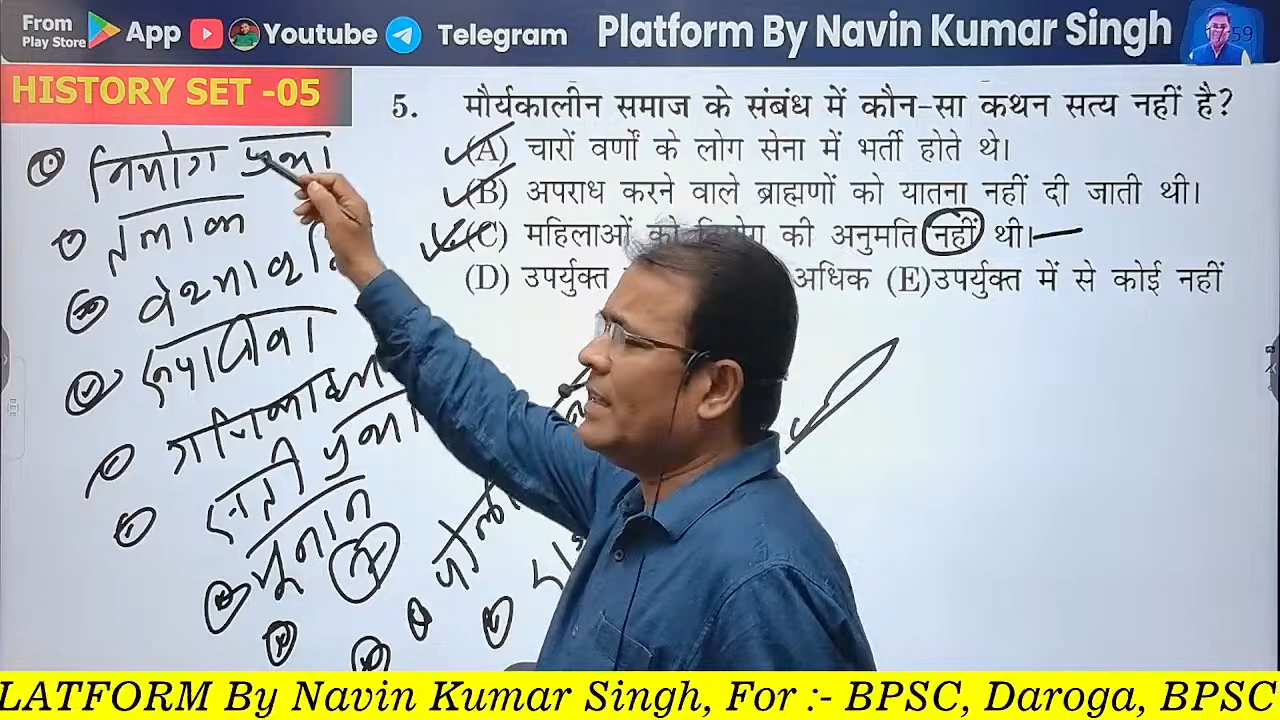 From
Play Store
App
Youtube
Telegram
Platform By Navin Kumar Singh
7:59
HISTORY SET -05
5. मौर्यकालीन समाज के संबंध में कौन-सा कथन सत्य नहीं है?
(A) चारों वर्णों के लोग सेना में भर्ती होते थे।
(B) अपराध करने वाले ब्राह्मणों को यातना नहीं दी जाती थी।
(C) महिलाओं को नियोग की अनुमति नहीं थी।
(D) उपर्युक्त अधिक (E)उपर्युक्त में से कोई नहीं
नियोग प्रथा
तलाक
रूपाजीवा
सती प्रथा
LATFORM By Navin Kumar Singh, For :- BPSC, Daroga, BPSC